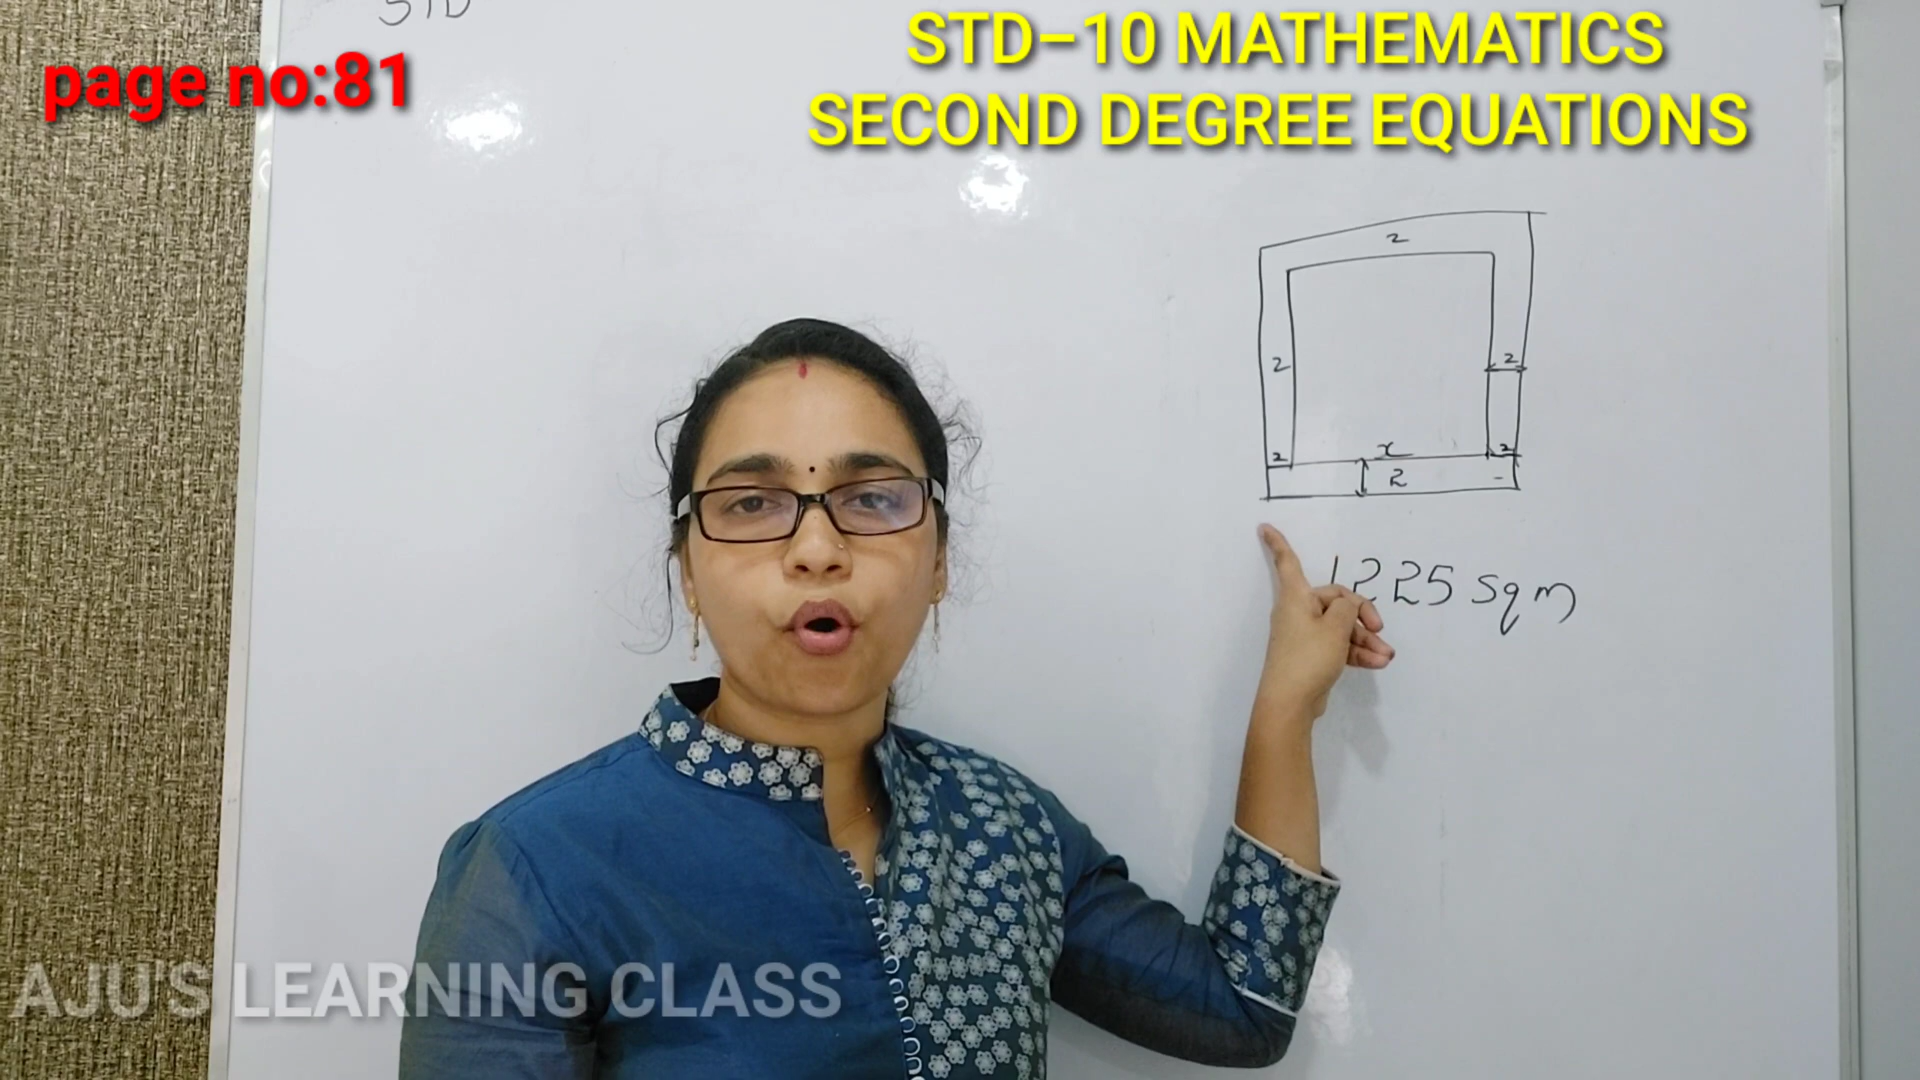 STD
page no:81
STD-10 MATHEMATICS
SECOND DEGREE EQUATIONS
2
2
2
2
x
2
2
1225 sqm
AJU'S LEARNING CLASS